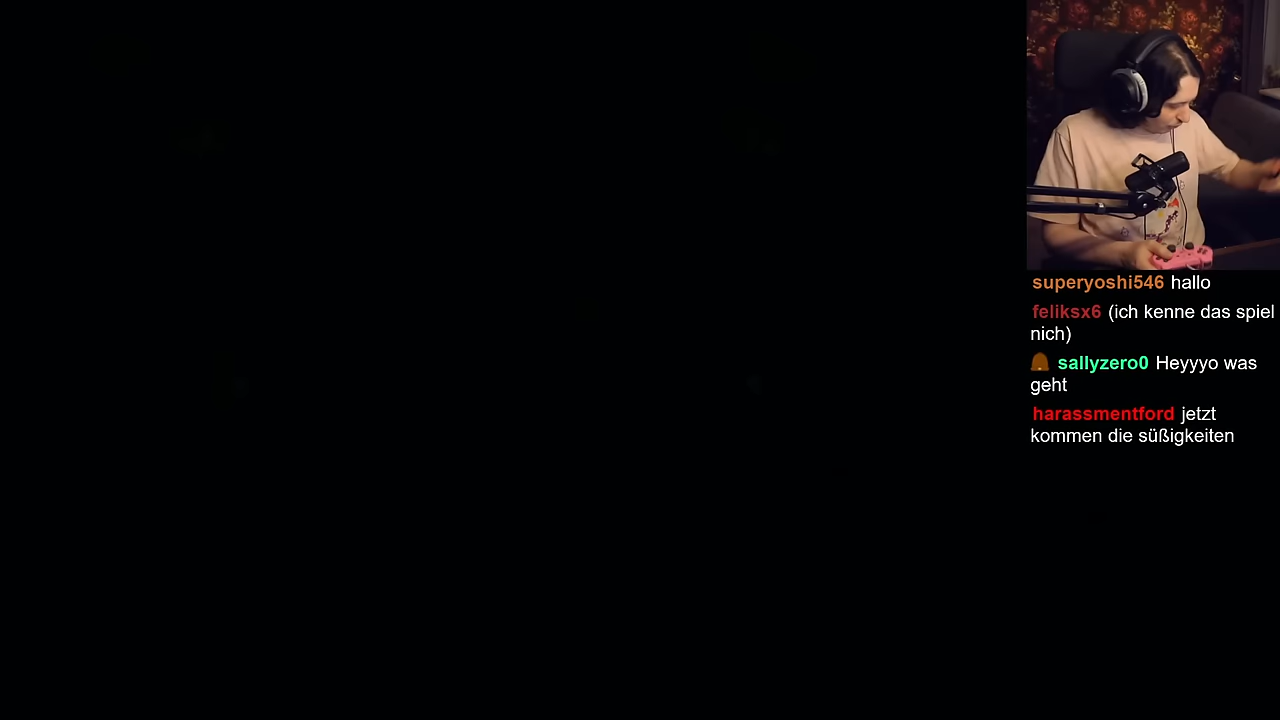 superyoshi546 hallo
feliksx6 (ich kenne das spiel
nich)
sallyzero0 Heyyyo was
geht
harassmentford jetzt
kommen die süßigkeiten